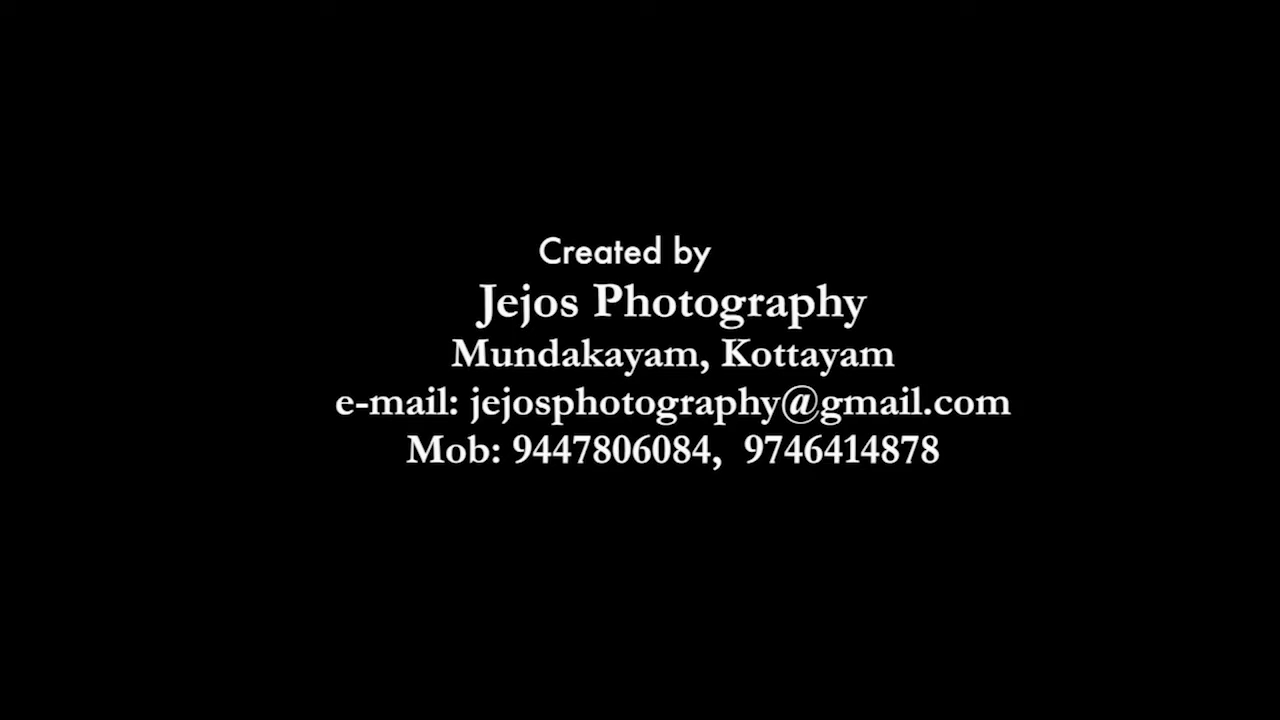 Created by
Jejos Photography
Mundakayam, Kottayam
e-mail: jejosphotography@gmail.com
Mob: 9447806084,  9746414878